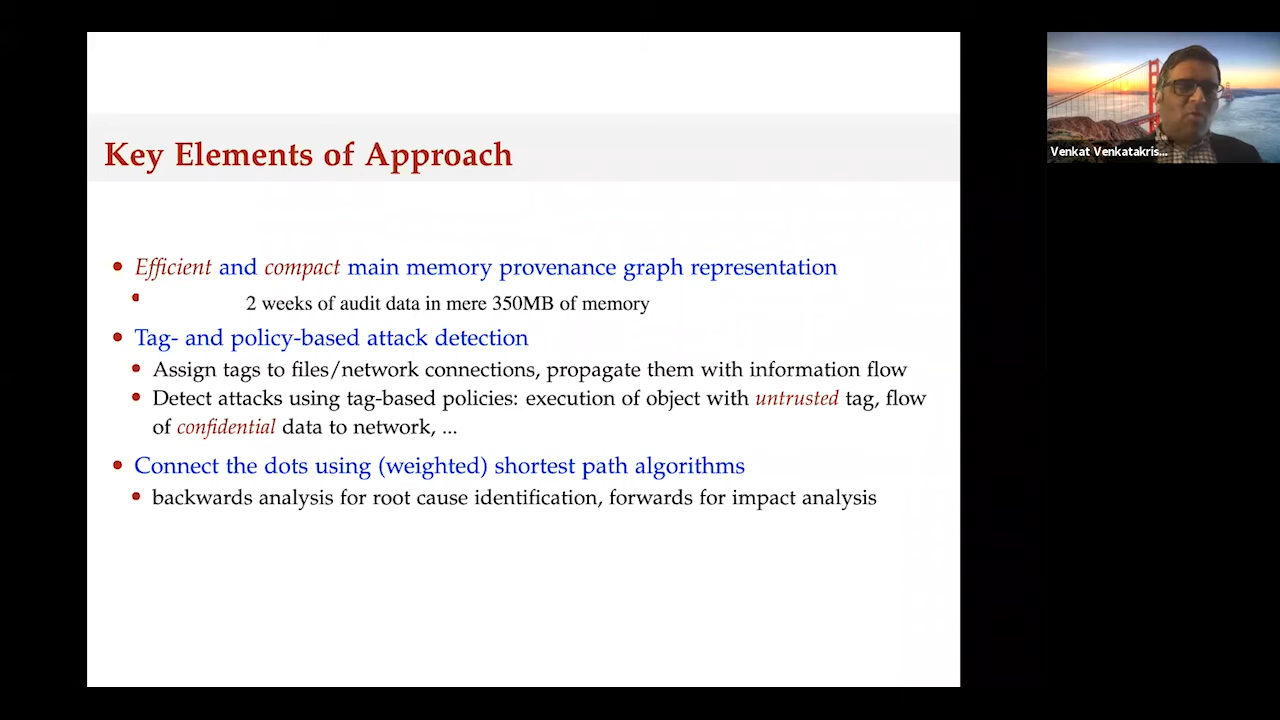 Key Elements of Approach
Venkat Venkatakris...
• Efficient and compact main memory provenance graph representation
• 2 weeks of audit data in mere 350MB of memory
• Tag- and policy-based attack detection
• Assign tags to files/network connections, propagate them with information flow
• Detect attacks using tag-based policies: execution of object with untrusted tag, flow
of confidential data to network, ...
• Connect the dots using (weighted) shortest path algorithms
• backwards analysis for root cause identification, forwards for impact analysis